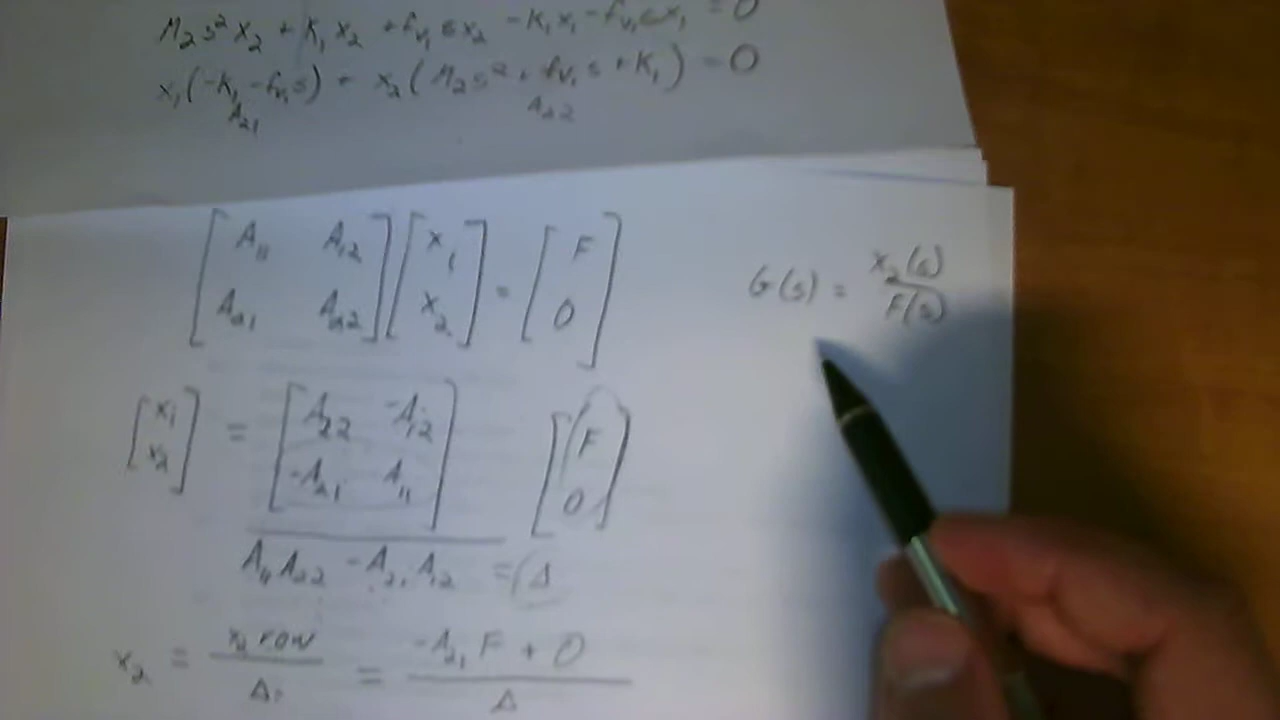 M₂s²x₂ + K₁x₂ + fᵥ₁sx₂ - K₁x₁ - fᵥ₁sx₁ = 0
x₁(-K₁ - fᵥ₁s) + x₂(M₂s² + fᵥ₁s + K₁) = 0
A₂₁ A₂₂
[A₁₁ A₁₂] [x₁] = [F]
[A₂₁ A₂₂] [x₂] [0]
G(s) = x₂(s)
F(s)
[x₁] = [A₂₂ -A₁₂] [F]
[x₂] [-A₂₁ A₁₁] [0]
A₁₁A₂₂ - A₂₁A₁₂ = Δ
x₂ = x₂ row / Δ = -A₂₁F + 0 / Δ